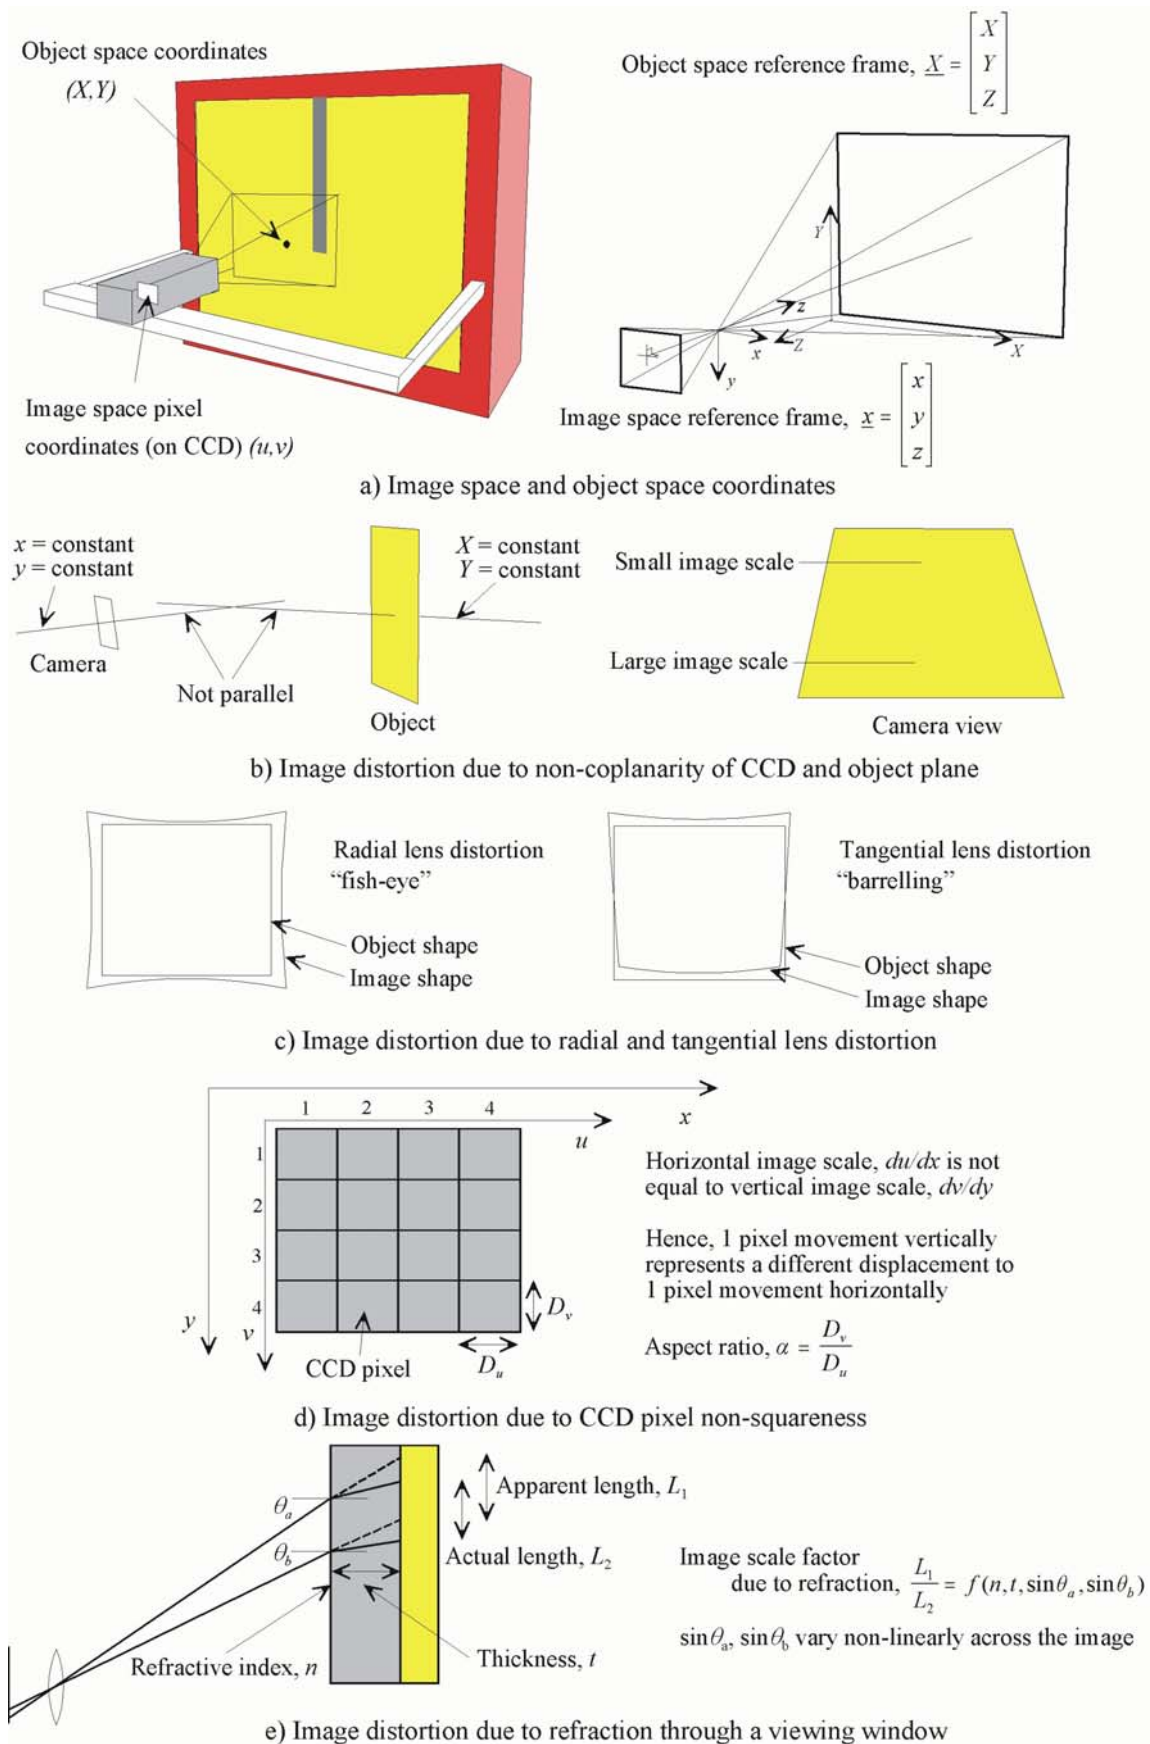 Object space coordinates
(X,Y)
Object space reference frame, X =
X
Y
Z
Y
z
x
Z
X
y
Image space pixel
coordinates (on CCD) (u,v)
Image space reference frame, x =
x
y
z
a) Image space and object space coordinates
x = constant
y = constant
X = constant
Y = constant
Small image scale
Large image scale
Camera
Not parallel
Object
Camera view
b) Image distortion due to non-coplanarity of CCD and object plane
Radial lens distortion
“fish-eye”
Object shape
Image shape
Tangential lens distortion
“barrelling”
Object shape
Image shape
c) Image distortion due to radial and tangential lens distortion
1 2 3 4
x
u
1
2
3
4
y
v
D_v
D_u
CCD pixel
Horizontal image scale, du/dx is not
equal to vertical image scale, dv/dy
Hence, 1 pixel movement vertically
represents a different displacement to
1 pixel movement horizontally
Aspect ratio, α = D_v / D_u
d) Image distortion due to CCD pixel non-squareness
θ_a
θ_b
Apparent length, L_1
Actual length, L_2
Refractive index, n
Thickness, t
Image scale factor
due to refraction, L_1 / L_2 = f(n,t,sinθ_a,sinθ_b)
sinθ_a, sinθ_b vary non-linearly across the image
e) Image distortion due to refraction through a viewing window